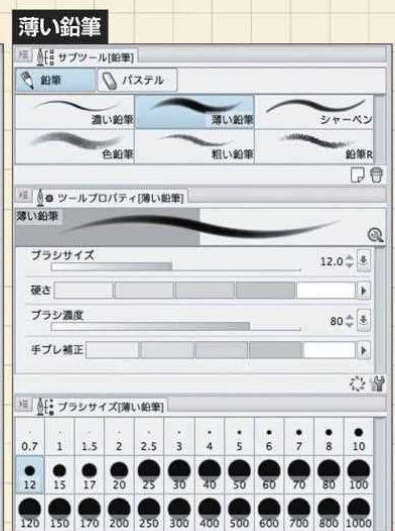 薄い鉛筆
サブツール[鉛筆]
鉛筆 パステル
濃い鉛筆 薄い鉛筆 シャーペン
色鉛筆 粗い鉛筆 鉛筆R
ツールプロパティ[薄い鉛筆]
薄い鉛筆
ブラシサイズ 12.0
硬さ
ブラシ濃度 80
手ブレ補正
ブラシサイズ[薄い鉛筆]
0.7 1 1.5 2 2.5 3 4 5 6 7 8 10
12 15 17 20 25 30 40 50 60 70 80 100
120 150 170 200 250 300 400 500 600 700 800 1000